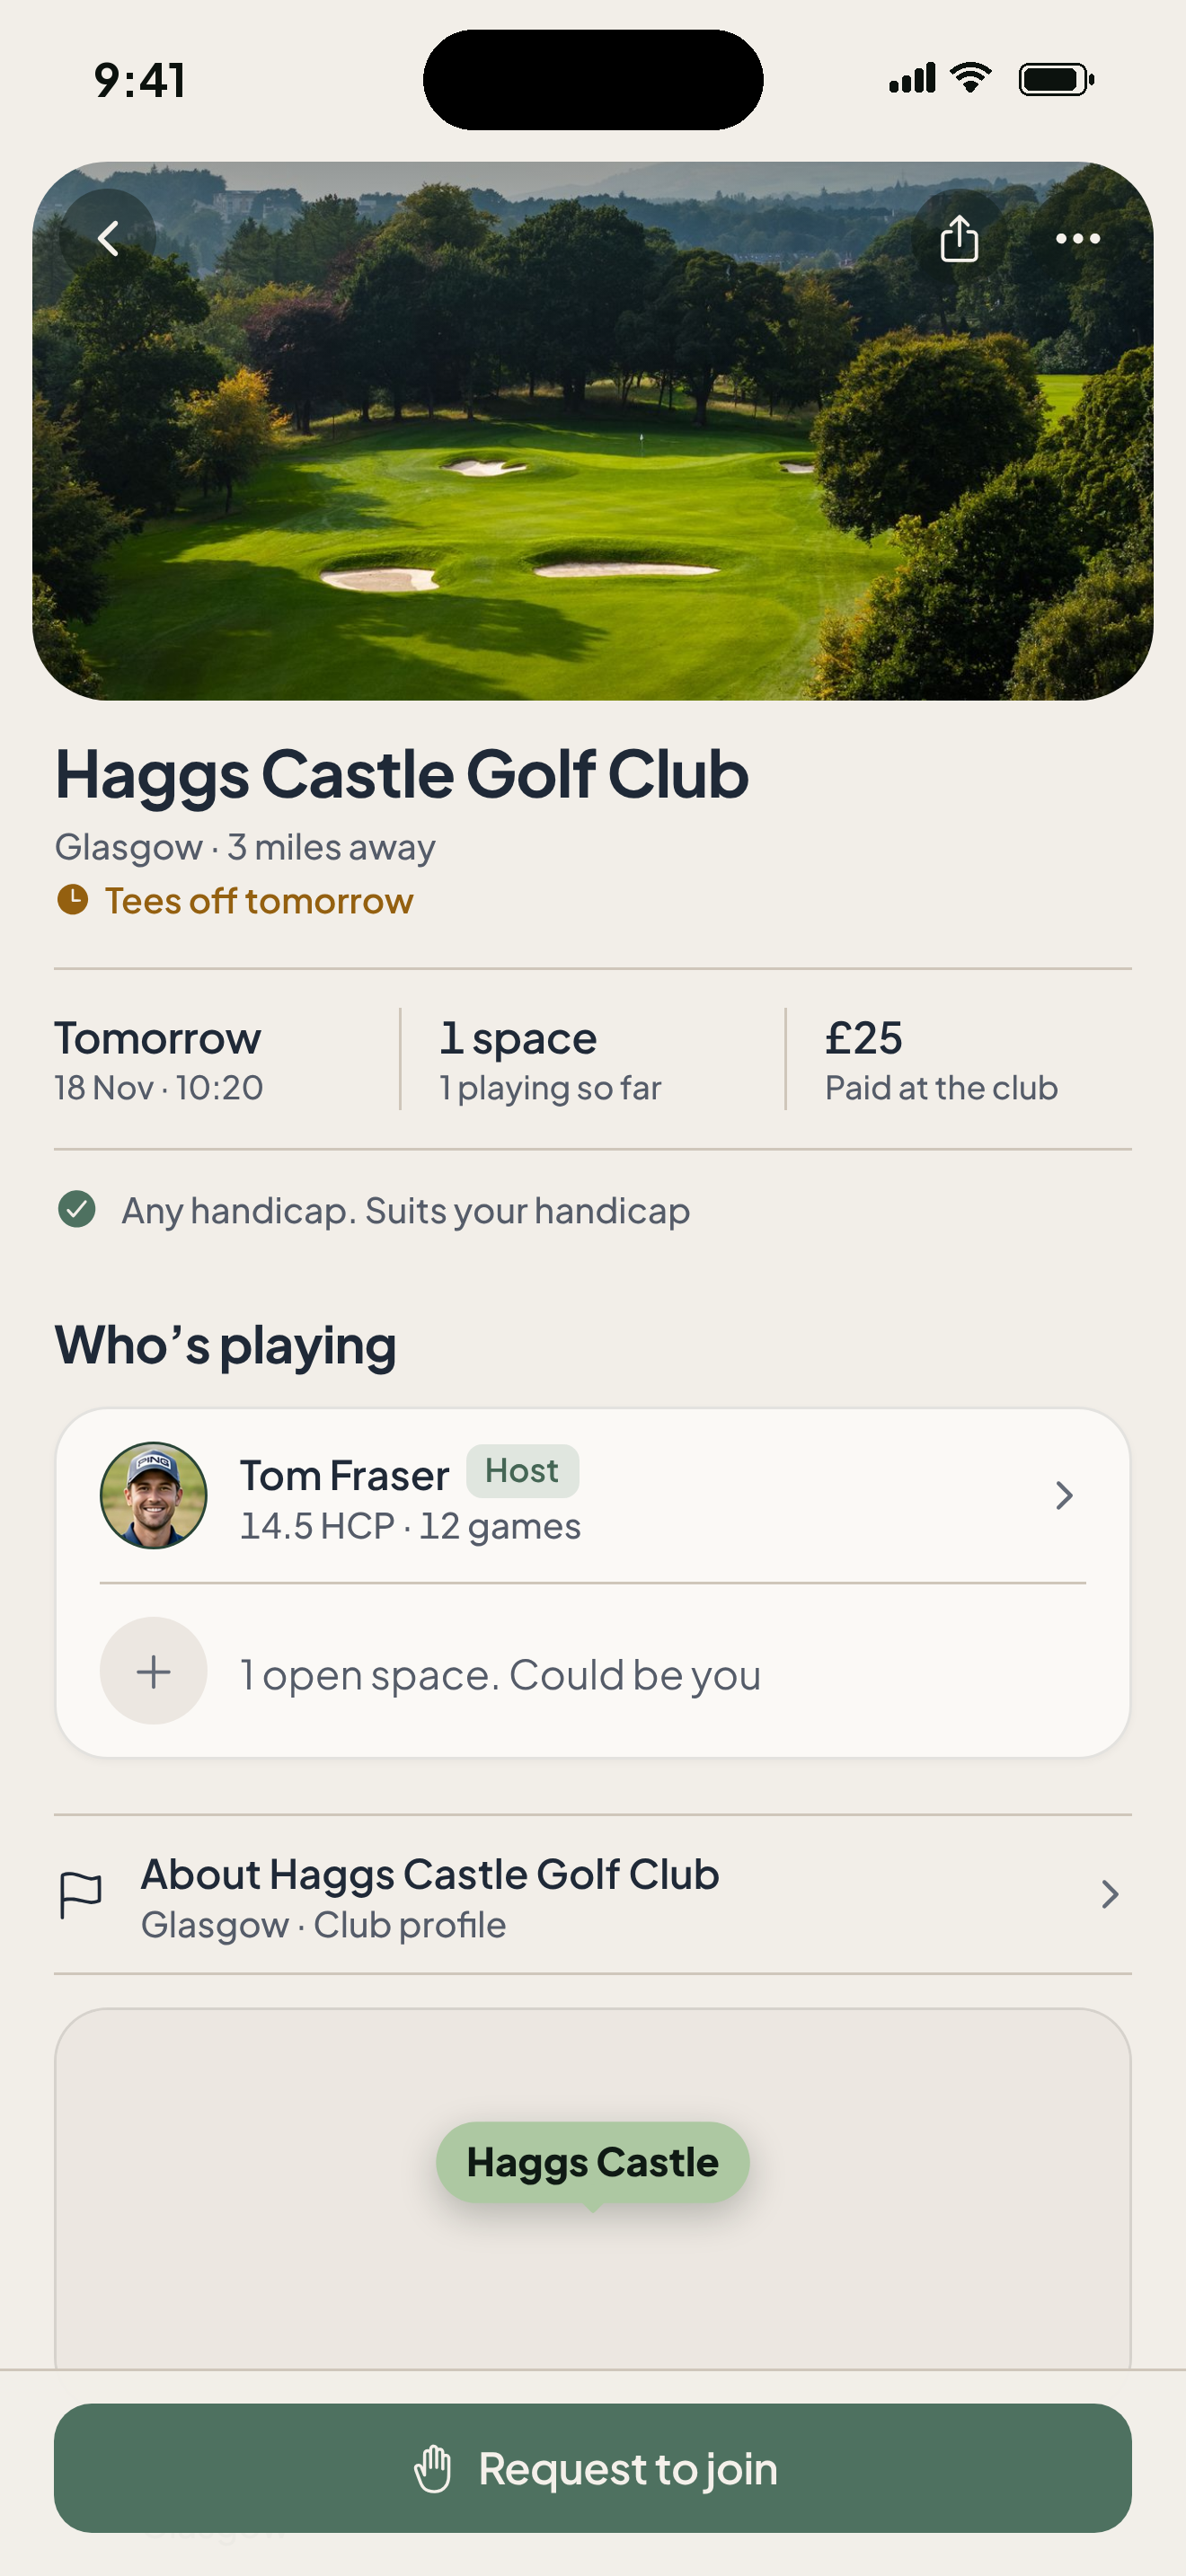 9:41
Haggs Castle Golf Club
Glasgow · 3 miles away
Tees off tomorrow
Tomorrow
18 Nov · 10:20
1 space
1 playing so far
£25
Paid at the club
Any handicap. Suits your handicap
Who’s playing
PING
Tom Fraser Host
14.5 HCP · 12 games
1 open space. Could be you
About Haggs Castle Golf Club
Glasgow · Club profile
Haggs Castle
Request to join
Glasgow